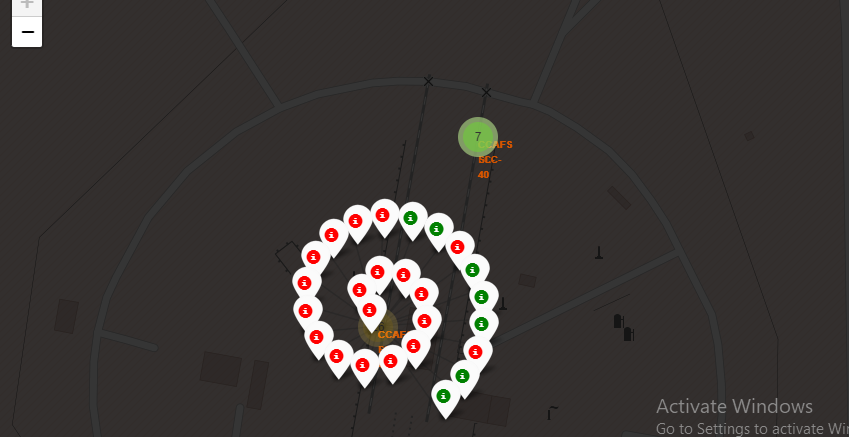 +
−
7
CCAFS
SLC-
40
CCAF
Activate Windows
Go to Settings to activate Wi